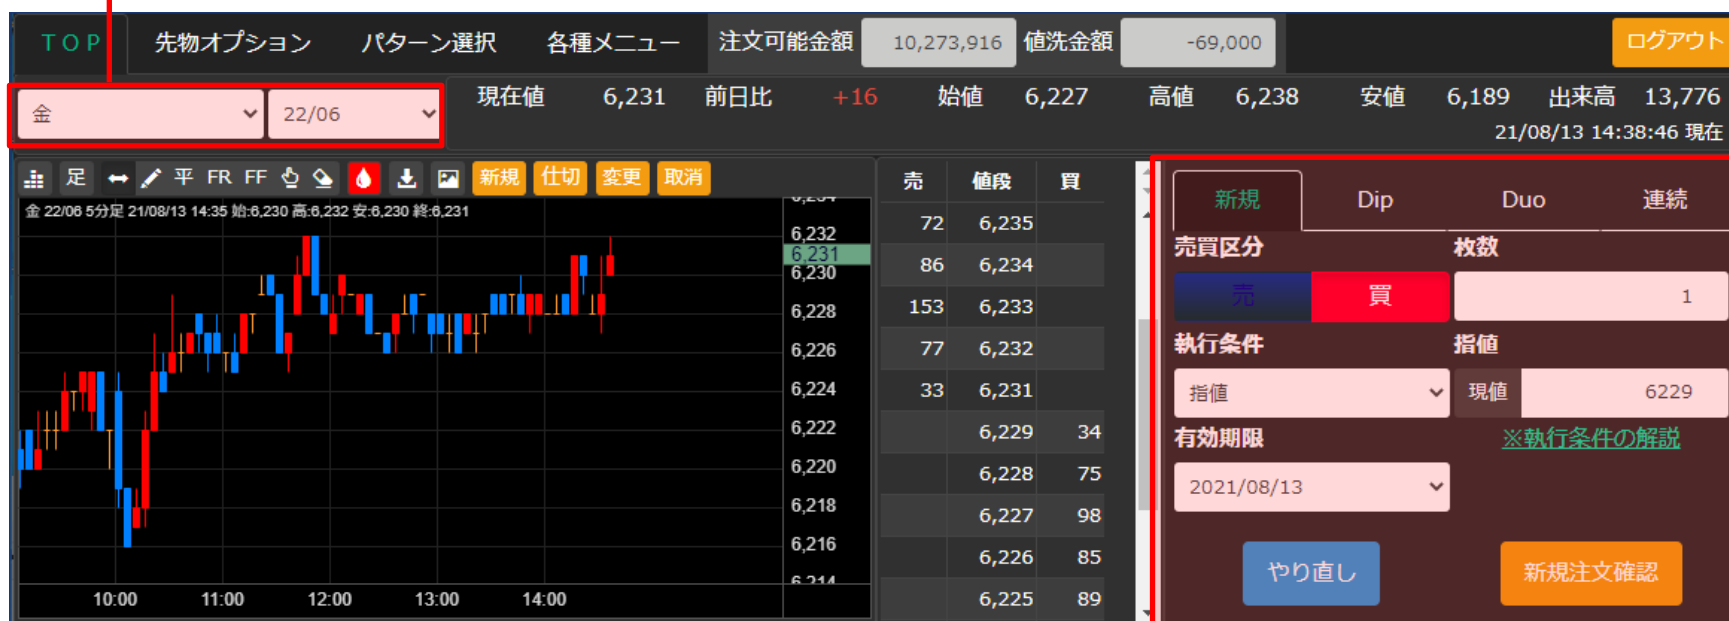 ＴＯＰ 先物オプション パターン選択 各種メニュー 注文可能金額 10,273,916 値洗金額 -69,000 ログアウト
金 22/06 現在値 6,231 前日比 +16 始値 6,227 高値 6,238 安値 6,189 出来高 13,776
21/08/13 14:38:46 現在
足 平 FR FF 新規 仕切 変更 取消
金 22/06 5分足 21/08/13 14:35 始:6,230 高:6,232 安:6,230 終:6,231
6,234
6,232
6,231
6,230
6,228
6,226
6,224
6,222
6,220
6,218
6,216
6,214
10:00 11:00 12:00 13:00 14:00
売 値段 買
72 6,235
86 6,234
153 6,233
77 6,232
33 6,231
6,229 34
6,228 75
6,227 98
6,226 85
6,225 89
新規 Dip Duo 連続
売買区分 枚数
売 買 1
執行条件 指値
指値 現値 6229
有効期限 ※執行条件の解説
2021/08/13
やり直し 新規注文確認